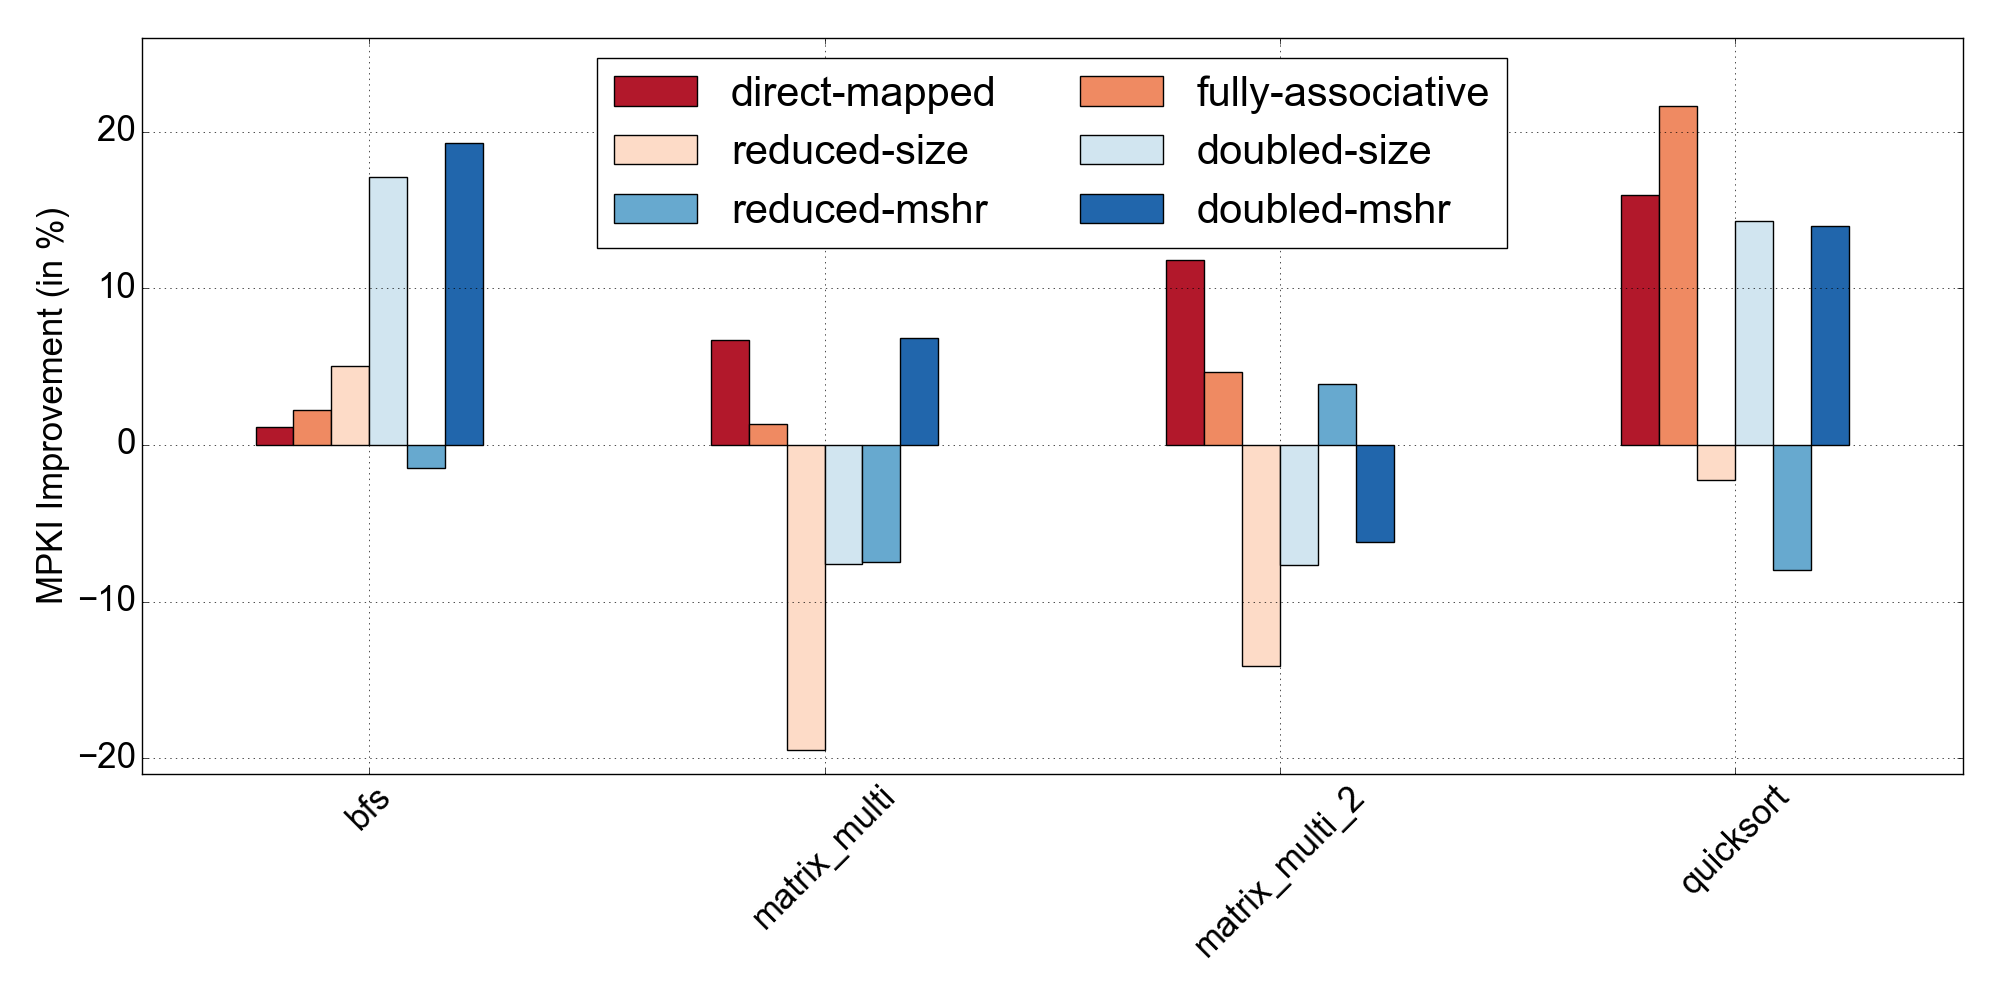 MPKI Improvement (in %)
20
10
0
−10
−20
direct-mapped
reduced-size
reduced-mshr
fully-associative
doubled-size
doubled-mshr
bfs
matrix_multi
matrix_multi_2
quicksort